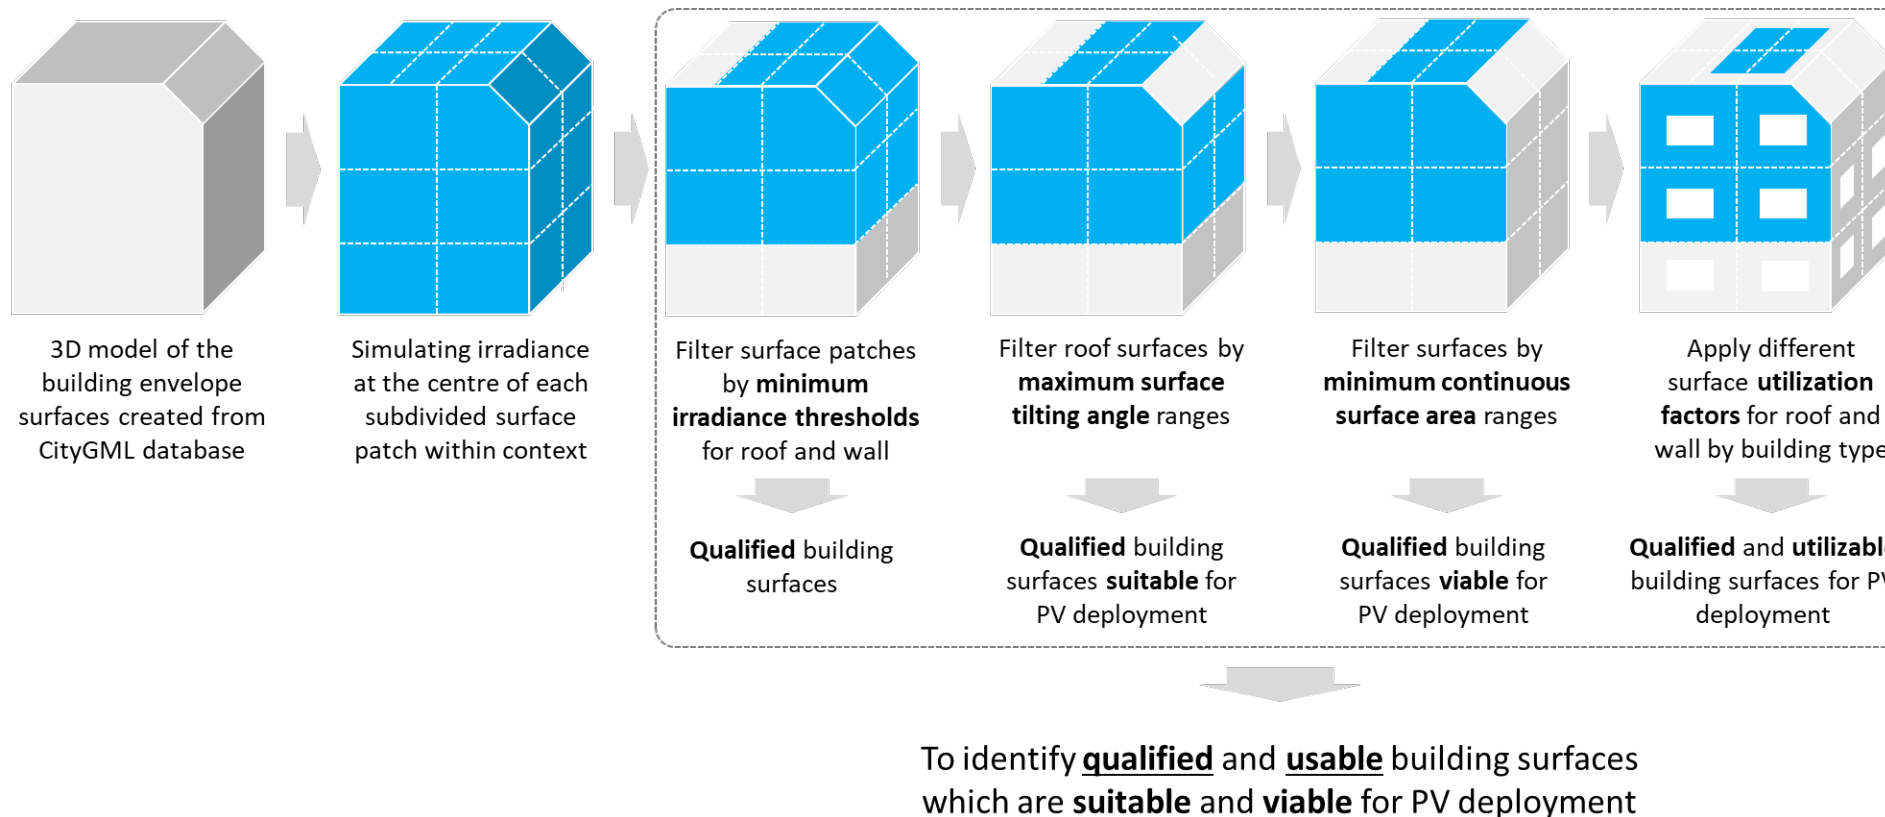 3D model of the
building envelope
surfaces created from
CityGML database
Simulating irradiance
at the centre of each
subdivided surface
patch within context
Filter surface patches
by minimum
irradiance thresholds
for roof and wall
Filter roof surfaces by
maximum surface
tilting angle ranges
Filter surfaces by
minimum continuous
surface area ranges
Apply different
surface utilization
factors for roof and
wall by building type
Qualified building
surfaces
Qualified building
surfaces suitable for
PV deployment
Qualified building
surfaces viable for
PV deployment
Qualified and utilizable
building surfaces for PV
deployment
To identify qualified and usable building surfaces
which are suitable and viable for PV deployment